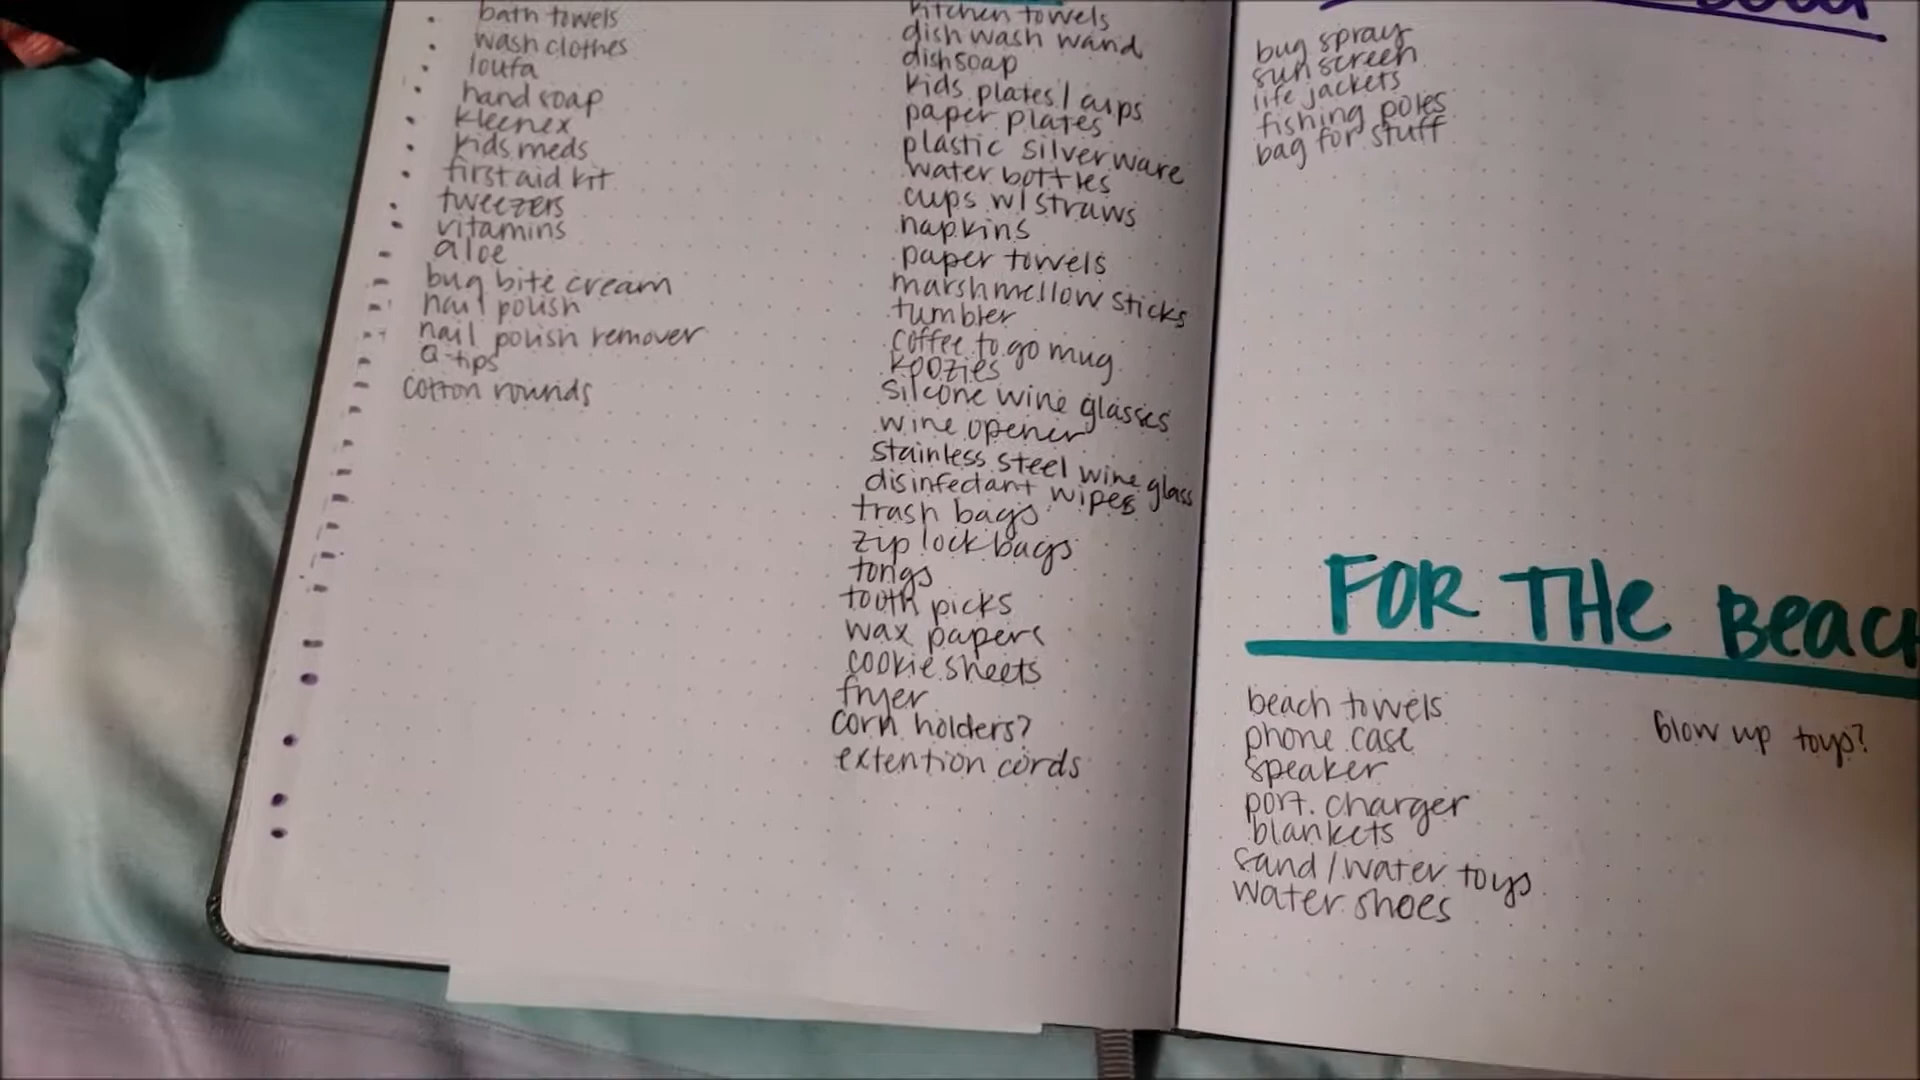 bath towels
wash clothes
loufa
hand soap
kleenex
kids meds
first aid kit
tweezers
vitamins
aloe
bug bite cream
nail polish
nail polish remover
Q-tips
cotton rounds
kitchen towels
dish wash wand
dish soap
kids plates / cups
paper plates
plastic silverware
water bottles
cups w/ straws
napkins
paper towels
marshmellow sticks
tumbler
coffee to go mug
koozies
silcone wine glasses
wine opener
stainless steel wine glass
disinfectant wipes
trash bags
zip lock bags
tongs
tooth picks
wax papers
cookie sheets
fryer
corn holders?
extention cords
bug spray
sun screen
life jackets
fishing poles
bag for stuff
FOR THe BeacH
beach towels
phone case
speaker
port. charger
blankets
sand / water toys
water shoes
blow up toys?